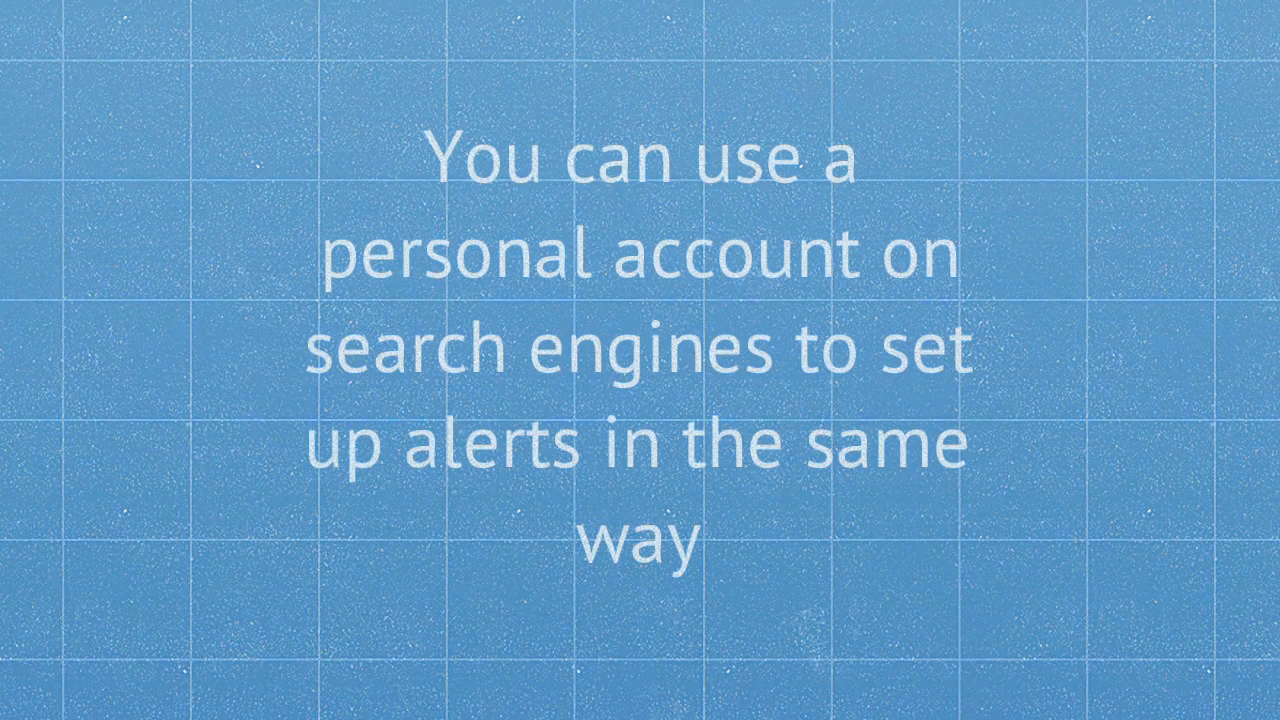 You can use a
personal account on
search engines to set
up alerts in the same
way